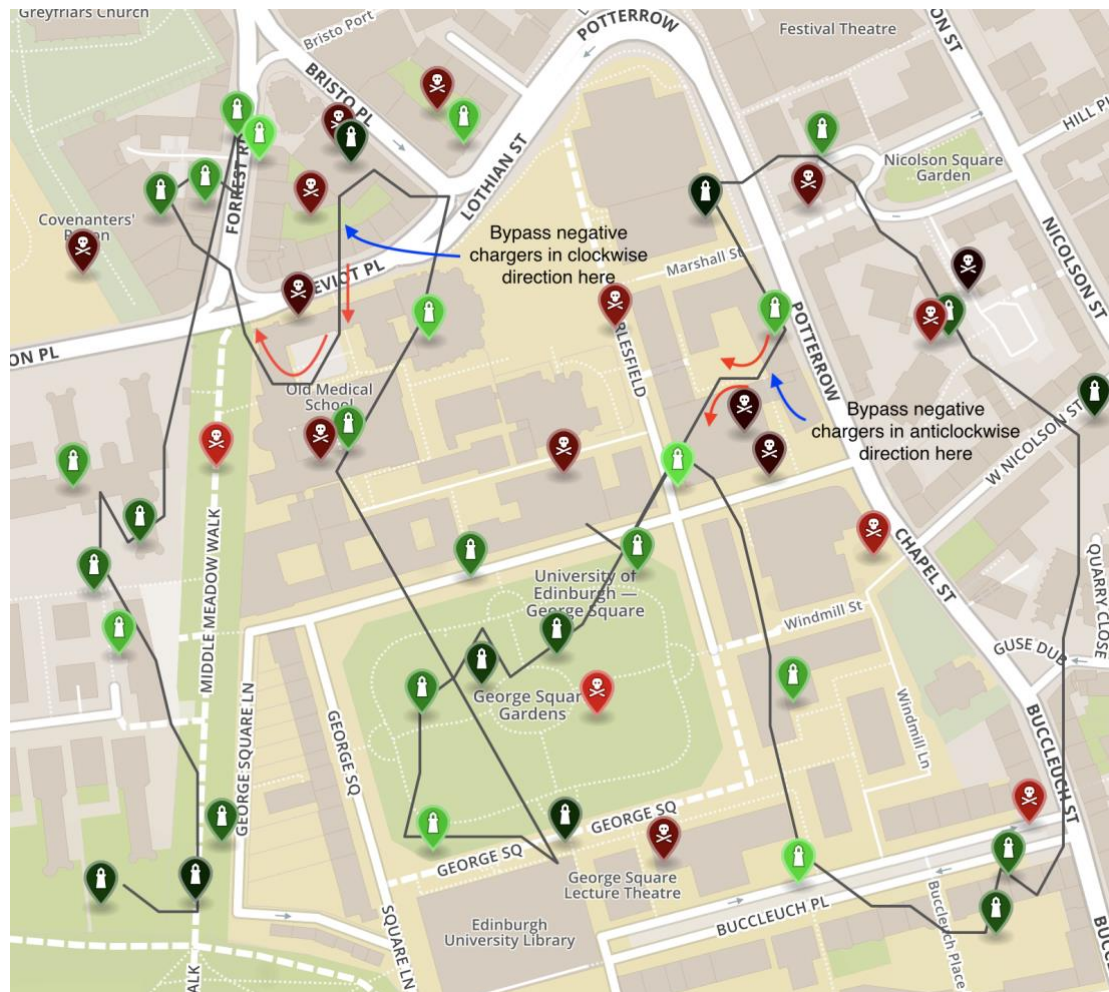 Greyfriars Church
Bristo Port
BRISTO PL
POTTERROW
Festival Theatre
ON ST
HILL
Nicolson Square
Garden
NICOLSON ST
FORREST
LOTHIAN ST
Covenanters'
Bypass negative
chargers in clockwise
direction here
Marshall St
EVIOT PL
ON PL
RLESFIELD
POTTERROW
Old Medical
School
Bypass negative
chargers in anticlockwise
direction here
W NICOLSON ST
CHAPEL ST
QUARRY CLOSE
MIDDLE MEADOW WALK
University of
Edinburgh —
George Square
Windmill St
GUSE DUB
GEORGE SQUARE LN
GEORGE SQ
George Squar
Gardens
Windmill Ln
BUCCLEUCH ST
GEORGE SQ
GEORGE SQ
George Square
Lecture Theatre
BUCCLEUCH PL
Buccleuch Place
Edinburgh
University Library
SQUARE LN
ALK
BUCC